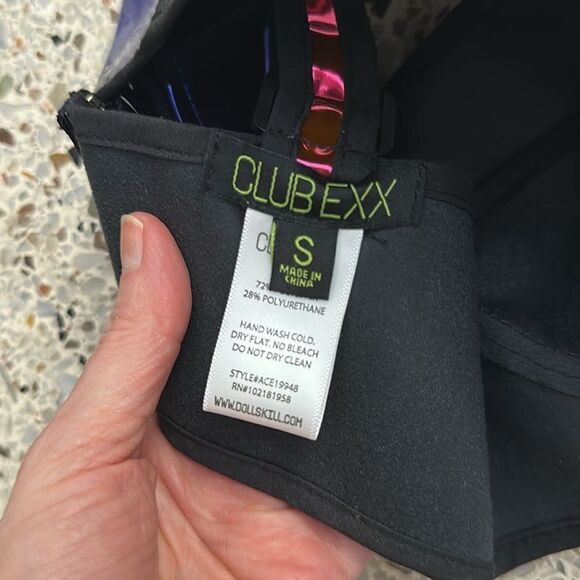 CLUB EXX
S
MADE IN
CHINA
28% POLYURETHANE
HAND WASH COLD.
DRY FLAT. NO BLEACH
DO NOT DRY CLEAN
STYLE#ACE19948
RN#102181958
WWW.DOLLSKILL.COM